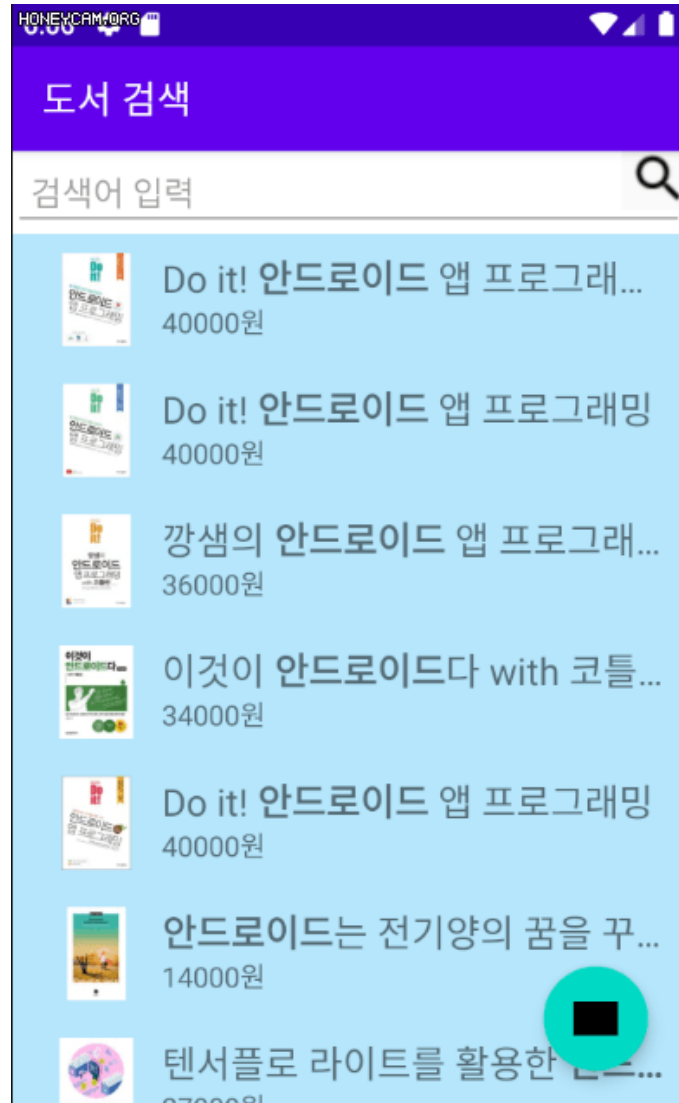 HONEYCAM.ORG
도서 검색
검색어 입력
Do it! 안드로이드 앱 프로그래...
40000원
Do it! 안드로이드 앱 프로그래밍
40000원
깡샘의 안드로이드 앱 프로그래...
36000원
이것이 안드로이드다 with 코틀...
34000원
Do it! 안드로이드 앱 프로그래밍
40000원
안드로이드는 전기양의 꿈을 꾸...
14000원
텐서플로 라이트를 활용한